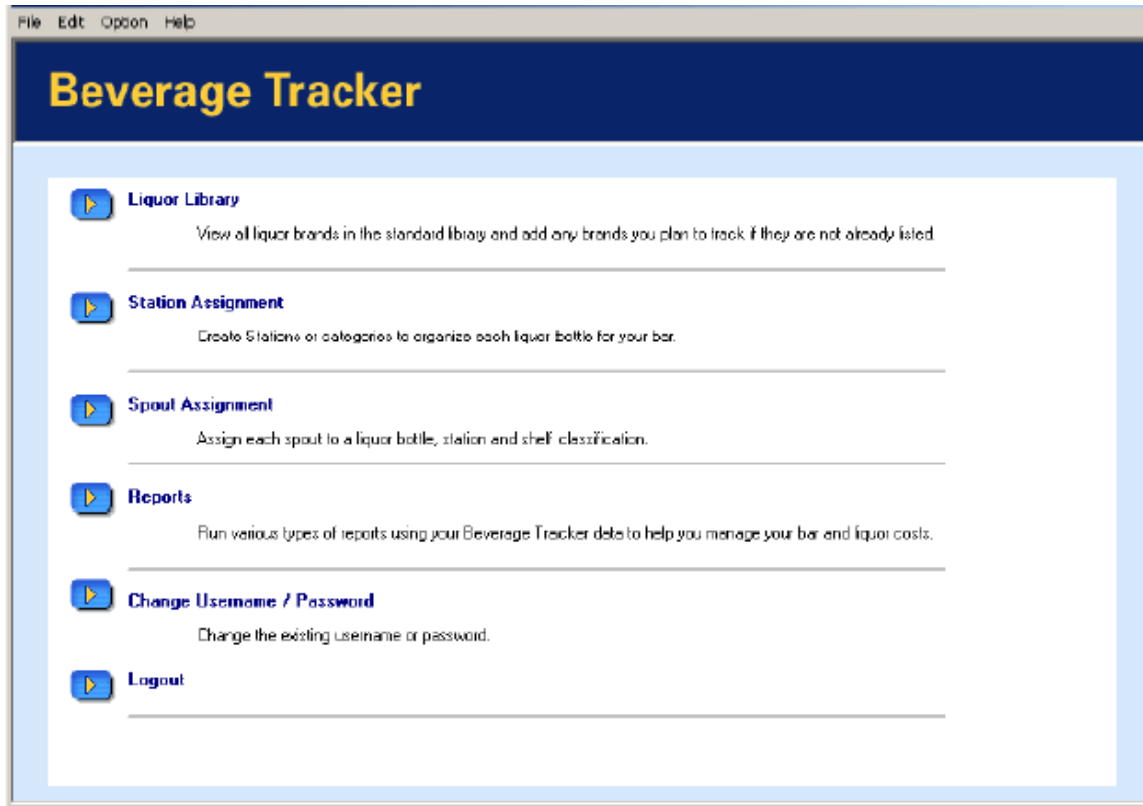 File Edit Option Help
Beverage Tracker
Liquor Library
View all liquor brands in the standard library and add any brands you plan to track if they are not already listed.
Station Assignment
Create Stations or categories to organize each liquor bottle for your bar.
Spout Assignment
Assign each spout to a liquor bottle, station and shelf classification.
Reports
Run various types of reports using your Beverage Tracker data to help you manage your bar and liquor costs.
Change Username / Password
Change the existing username or password.
Logout